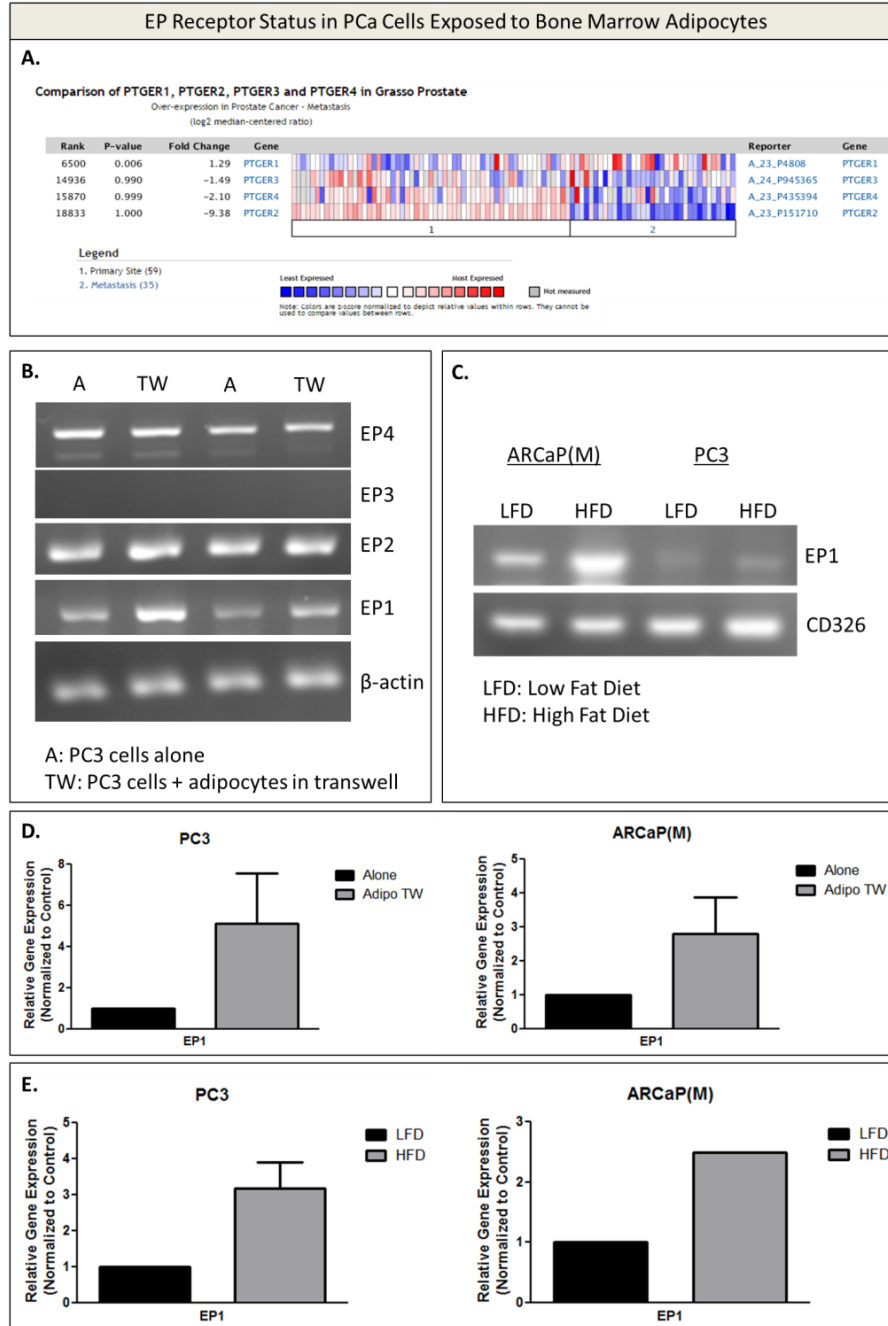 EP Receptor Status in PCa Cells Exposed to Bone Marrow Adipocytes
A.
Comparison of PTGER1, PTGER2, PTGER3 and PTGER4 in Grasso Prostate
Over-expression in Prostate Cancer - Metastasis
(log2 median-centered ratio)
Rank P-value Fold Change Gene Reporter Gene
6500 0.006 1.29 PTGER1 A_23_P4808 PTGER1
14936 0.990 -1.49 PTGER3 A_24_P945365 PTGER3
15870 0.999 -2.10 PTGER4 A_23_P435394 PTGER4
18833 1.000 -9.38 PTGER2 A_23_P151710 PTGER2
1 2
Legend
1. Primary Site (59)
2. Metastasis (35)
Least Expressed Most Expressed
Not measured
Note: Colors are z-score normalized to depict relative values within rows. They cannot be
used to compare values between rows.
B.
A TW A TW
EP4
EP3
EP2
EP1
β-actin
A: PC3 cells alone
TW: PC3 cells + adipocytes in transwell
C.
ARCaP(M) PC3
LFD HFD LFD HFD
EP1
CD326
LFD: Low Fat Diet
HFD: High Fat Diet
D.
PC3
Relative Gene Expression
(Normalized to Control)
8
6
4
2
0
EP1
Alone
Adipo TW
ARCaP(M)
Relative Gene Expression
(Normalized to Control)
5
4
3
2
1
0
EP1
Alone
Adipo TW
E.
PC3
Relative Gene Expression
(Normalized to Control)
5
4
3
2
1
0
EP1
LFD
HFD
ARCaP(M)
Relative Gene Expression
(Normalized to Control)
3
2
1
0
EP1
LFD
HFD